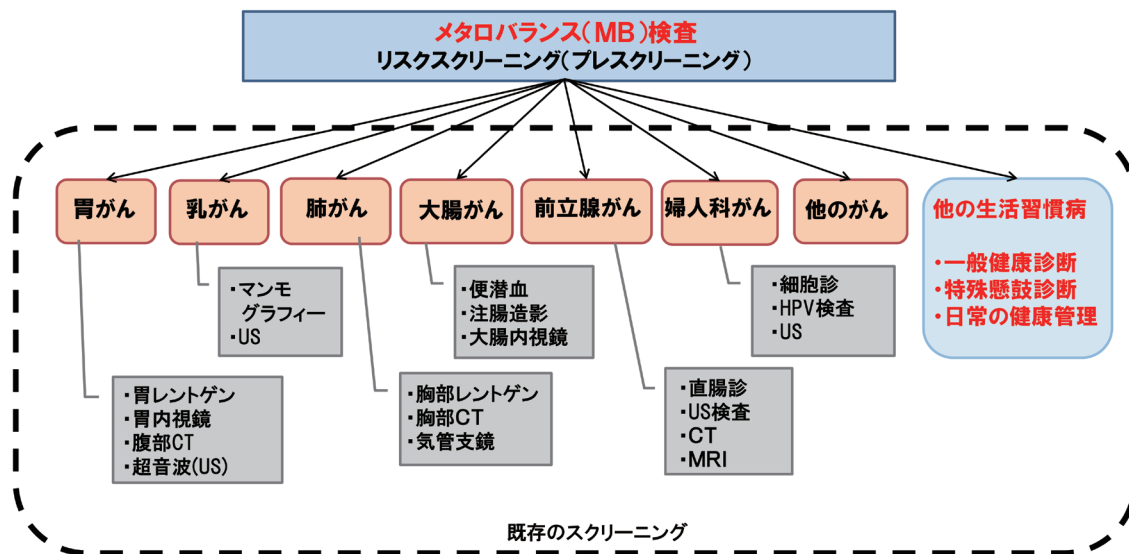 メタロバランス(MB)検査
リスクスクリーニング(プレスクリーニング)
胃がん
乳がん
肺がん
大腸がん
前立腺がん
婦人科がん
他のがん
他の生活習慣病
・一般健康診断
・特殊懸鼓診断
・日常の健康管理
・マンモ
グラフィー
・US
・便潜血
・注腸造影
・大腸内視鏡
・細胞診
・HPV検査
・US
・胃レントゲン
・胃内視鏡
・腹部CT
・超音波(US)
・胸部レントゲン
・胸部CT
・気管支鏡
・直腸診
・US検査
・CT
・MRI
既存のスクリーニング